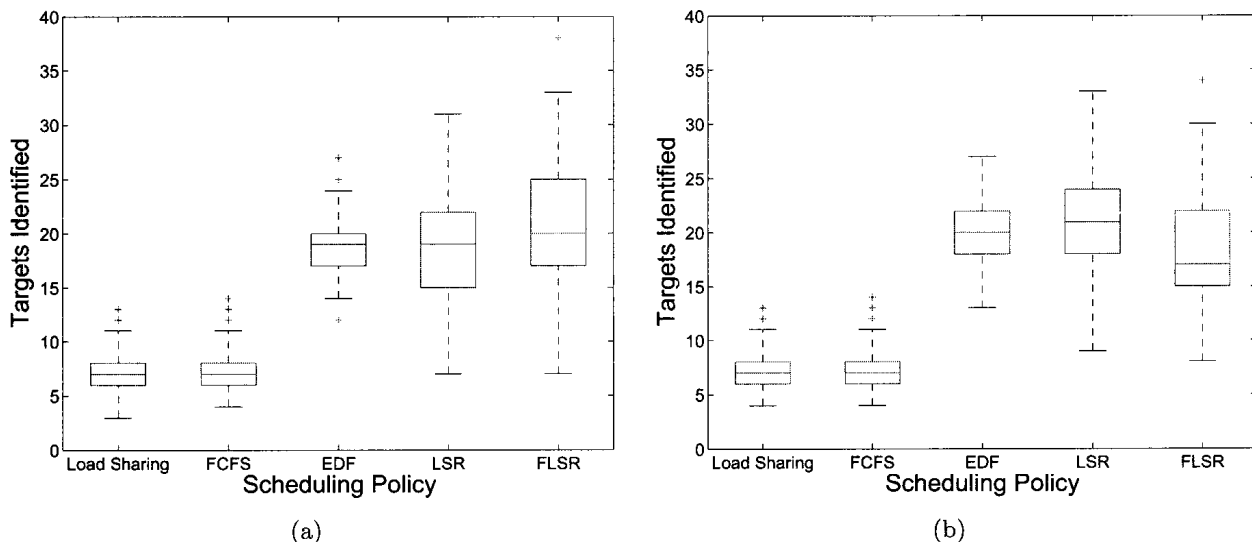 40
35
30
25
20
15
10
5
0
Targets Identified
Load Sharing FCFS EDF LSR FLSR
Scheduling Policy
(a)
40
35
30
25
20
15
10
5
0
Targets Identified
Load Sharing FCFS EDF LSR FLSR
Scheduling Policy
(b)